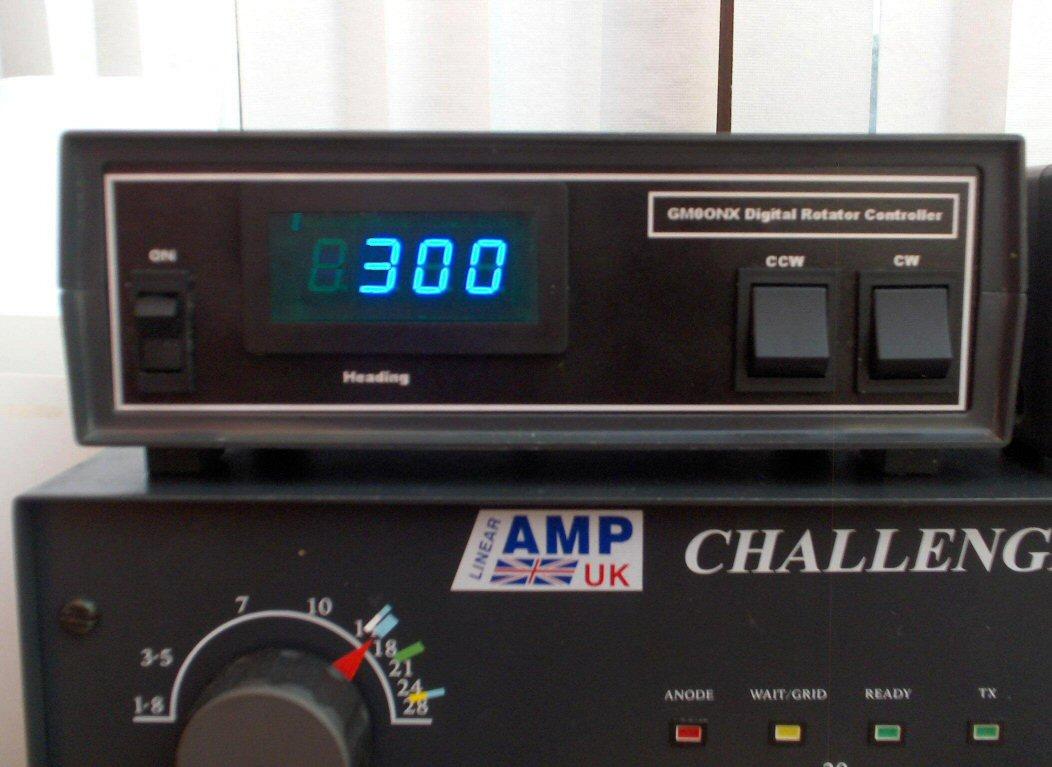 GM0ONX Digital Rotator Controller
ON
300
CCW
CW
Heading
LINEAR
AMP
UK
CHALLENG
1·8
3·5
7
10
18
21
24
28
ANODE
WAIT/GRID
READY
TX